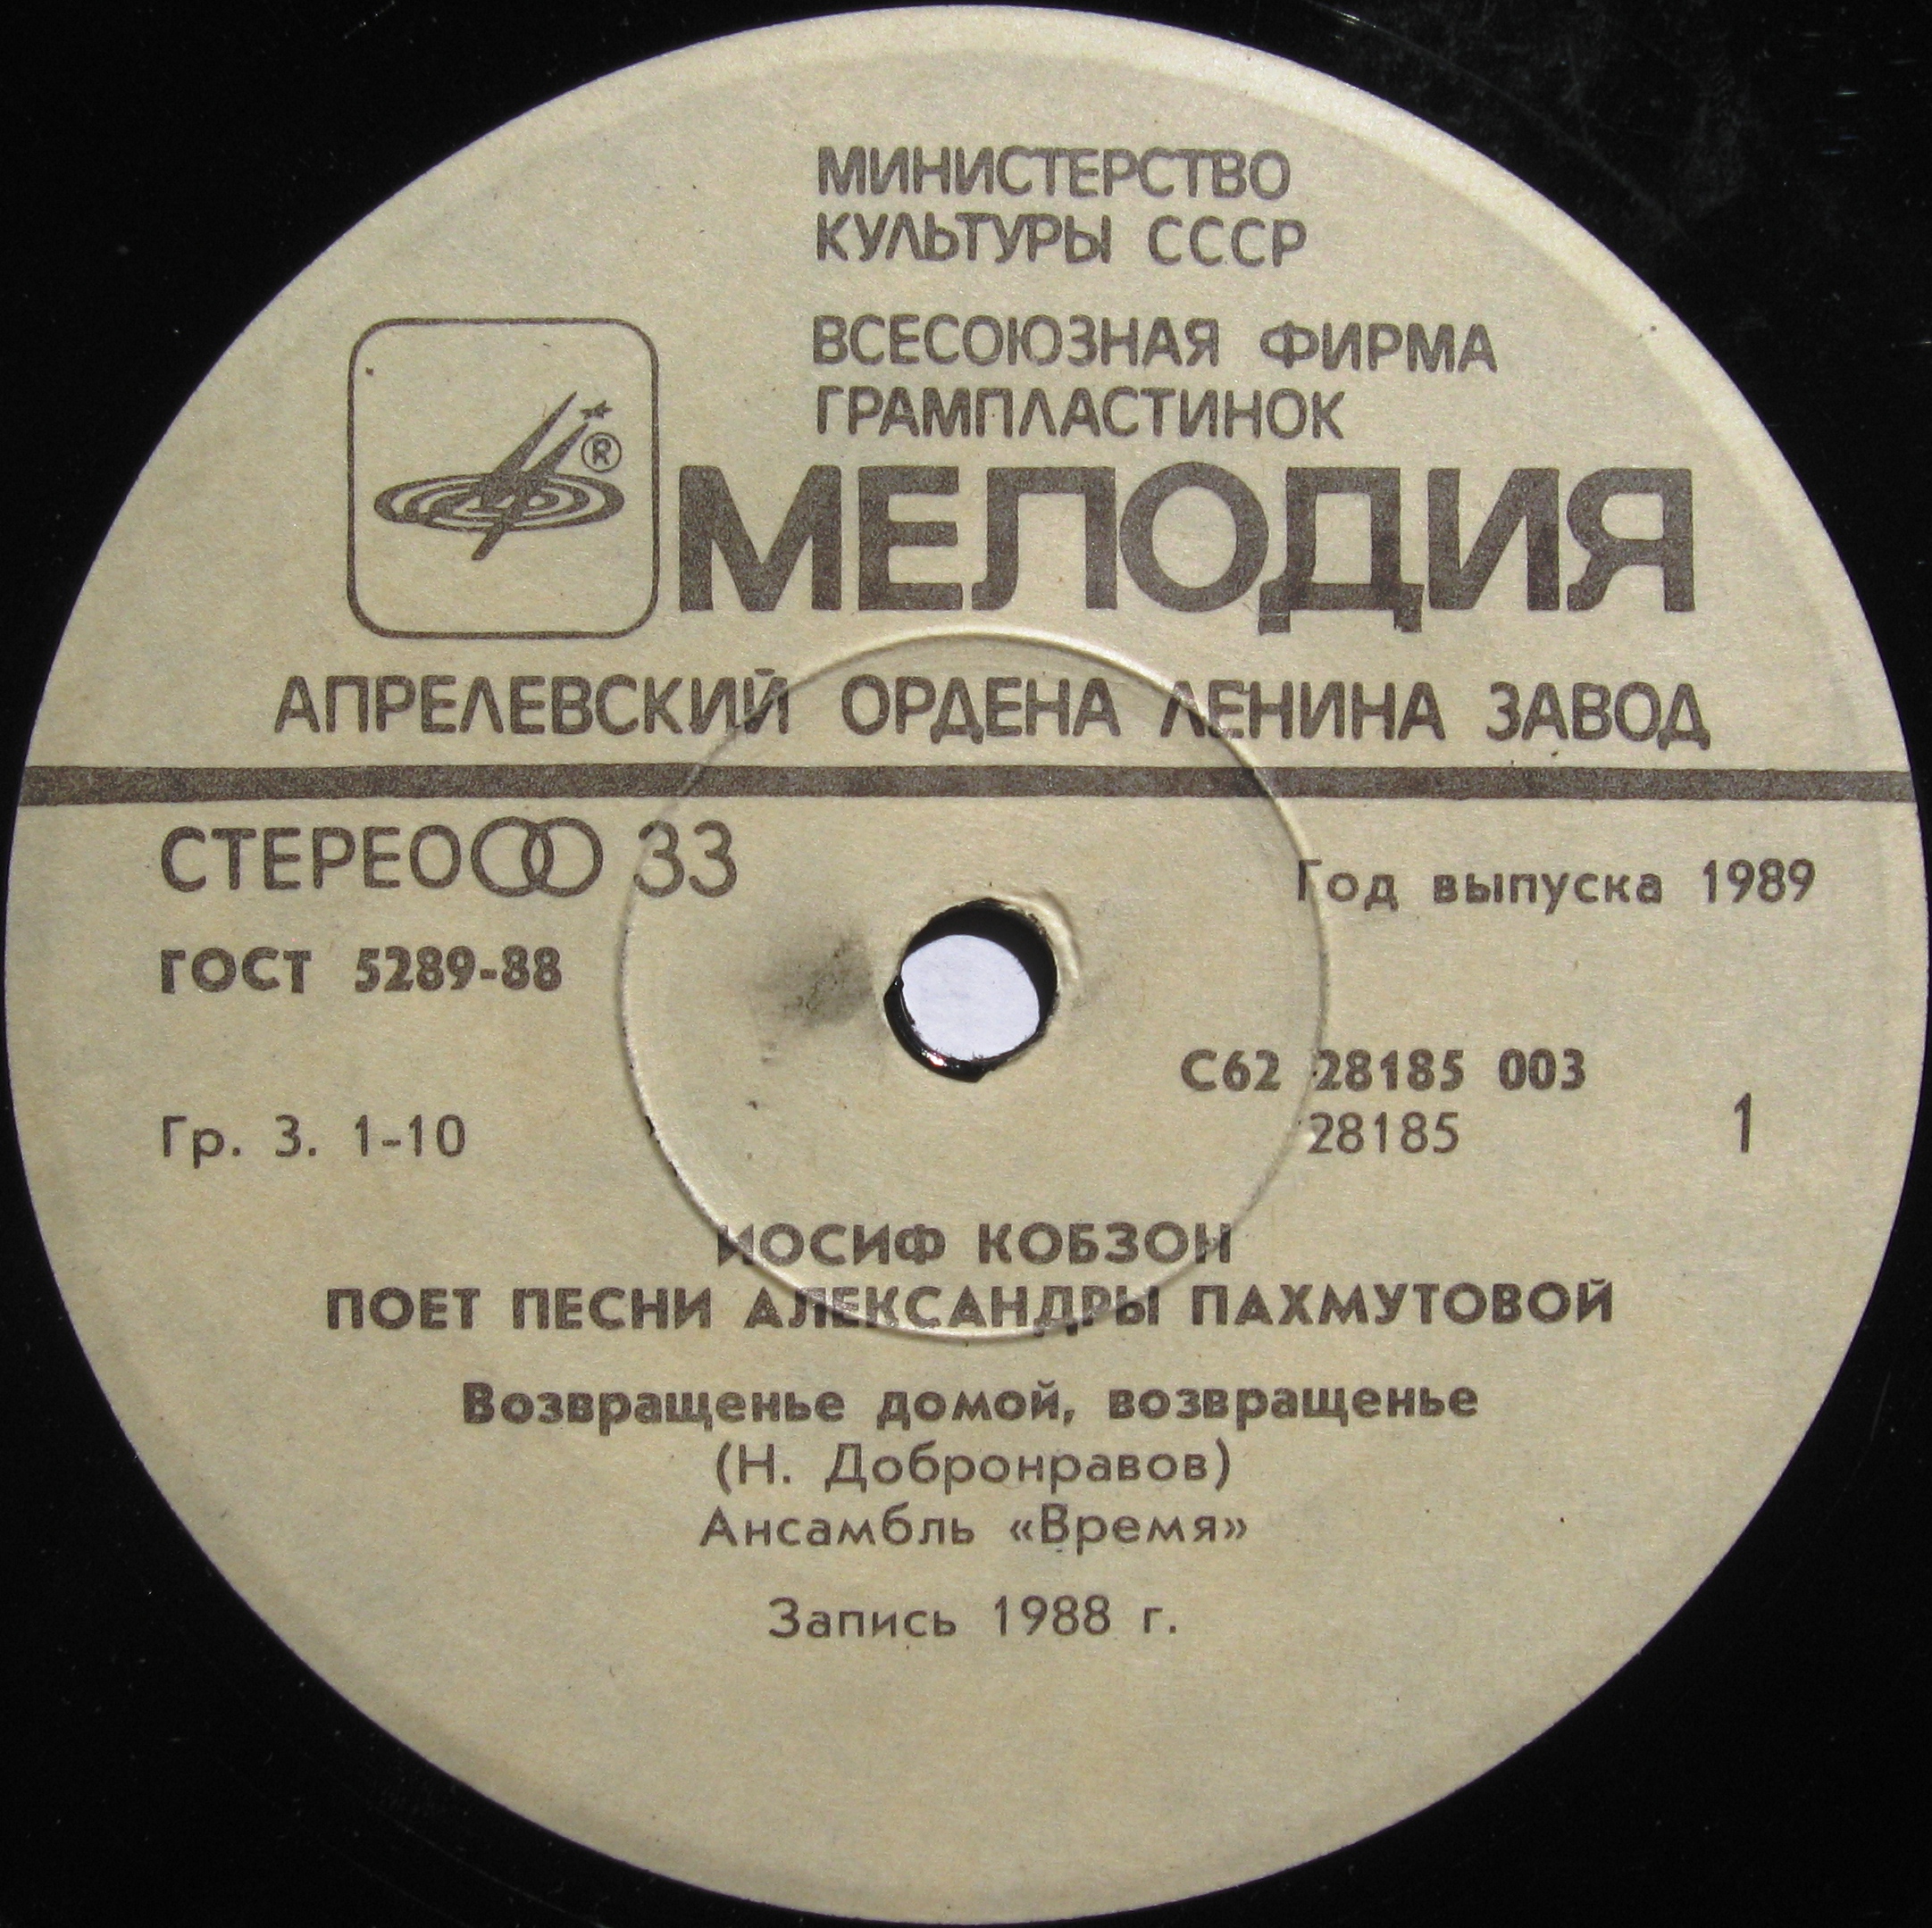 МИНИСТЕРСТВО
КУЛЬТУРЫ СССР
ВСЕСОЮЗНАЯ ФИРМА
ГРАМПЛАСТИНОК
®
МЕЛОДИЯ
АПРЕЛЕВСКИЙ ОРДЕНА ЛЕНИНА ЗАВОД
СТЕРЕО 33
Год выпуска 1989
ГОСТ 5289-88
С62 28185 003
Гр. 3. 1-10
28185
1
ИОСИФ КОБЗОН
ПОЕТ ПЕСНИ АЛЕКСАНДРЫ ПАХМУТОВОЙ
Возвращенье домой, возвращенье
(Н. Добронравов)
Ансамбль «Время»
Запись 1988 г.